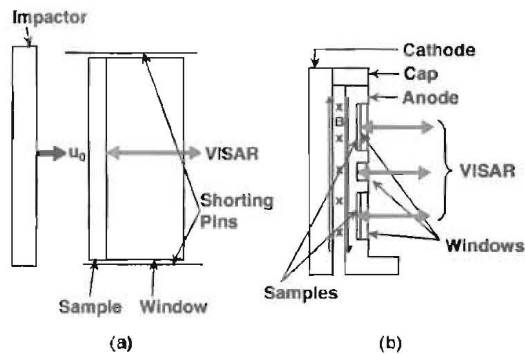 Impactor
u0
VISAR
Shorting
Pins
Sample
Window
(a)
Cathode
Cap
Anode
x
B
x
x
x
VISAR
Windows
Samples
(b)